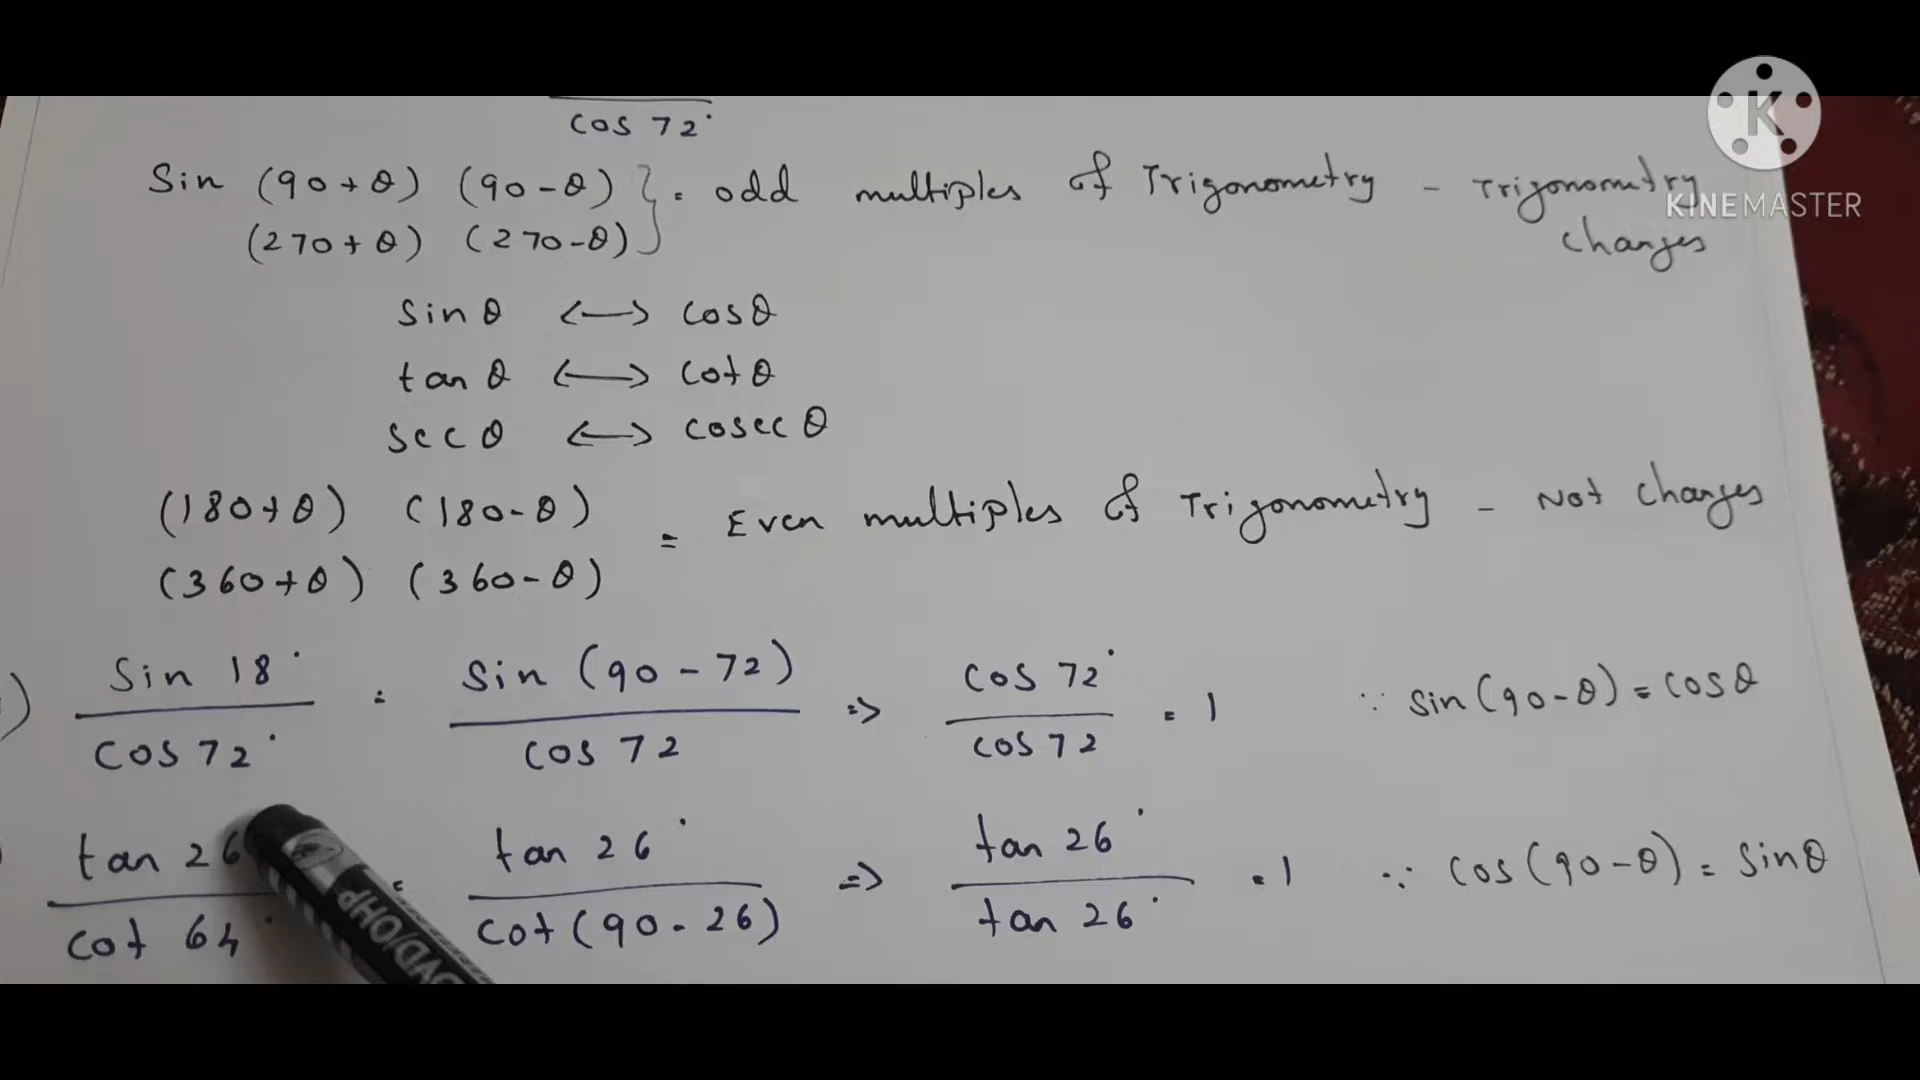 cos 72°
Sin (90+θ) (90-θ) } = odd multiples of Trigonometry - Trigonometry
(270+θ) (270-θ) changes
K
KINEMASTER
Sin θ <-> cos θ
tan θ <-> cot θ
Sec θ <-> cosec θ
(180+θ) (180-θ) = Even multiples of Trigonometry - Not changes
(360+θ) (360-θ)
) Sin 18° / Cos 72° = Sin (90 - 72) / cos 72 => cos 72° / cos 72 = 1 ∵ sin(90-θ) = cos θ
tan 26 / cot 64° = tan 26° / cot(90-26) => tan 26° / tan 26° = 1 ∵ cos(90-θ) = sin θ
DVD/OHP